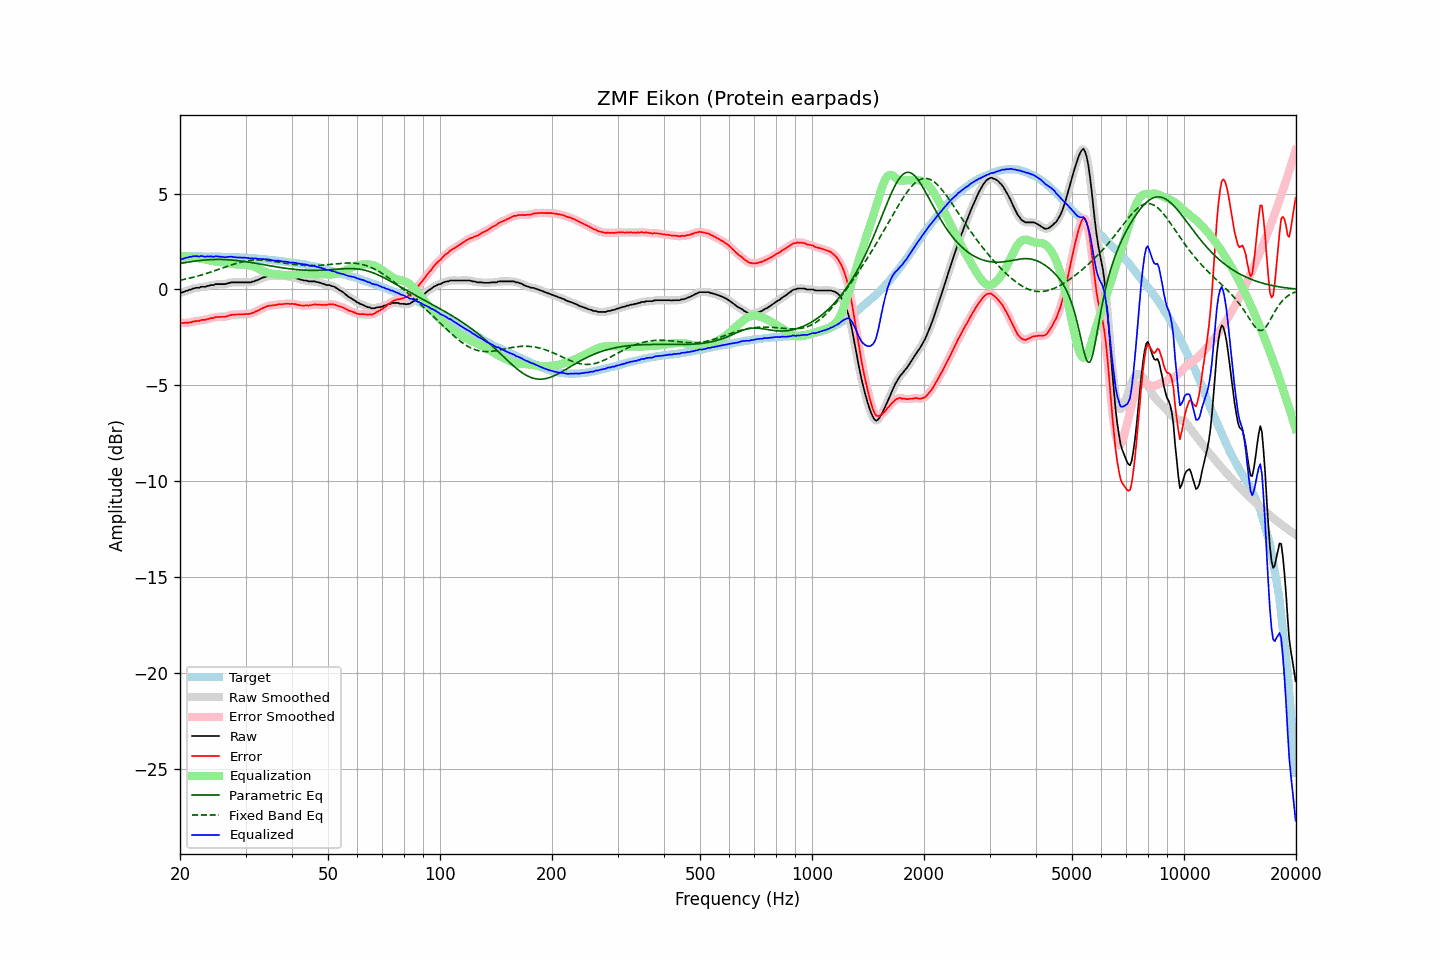 ZMF Eikon (Protein earpads)
Amplitude (dBr)
5
0
−5
−10
−15
−20
−25
Target
Raw Smoothed
Error Smoothed
Raw
Error
Equalization
Parametric Eq
Fixed Band Eq
Equalized
20 50 100 200 500 1000 2000 5000 10000 20000
Frequency (Hz)